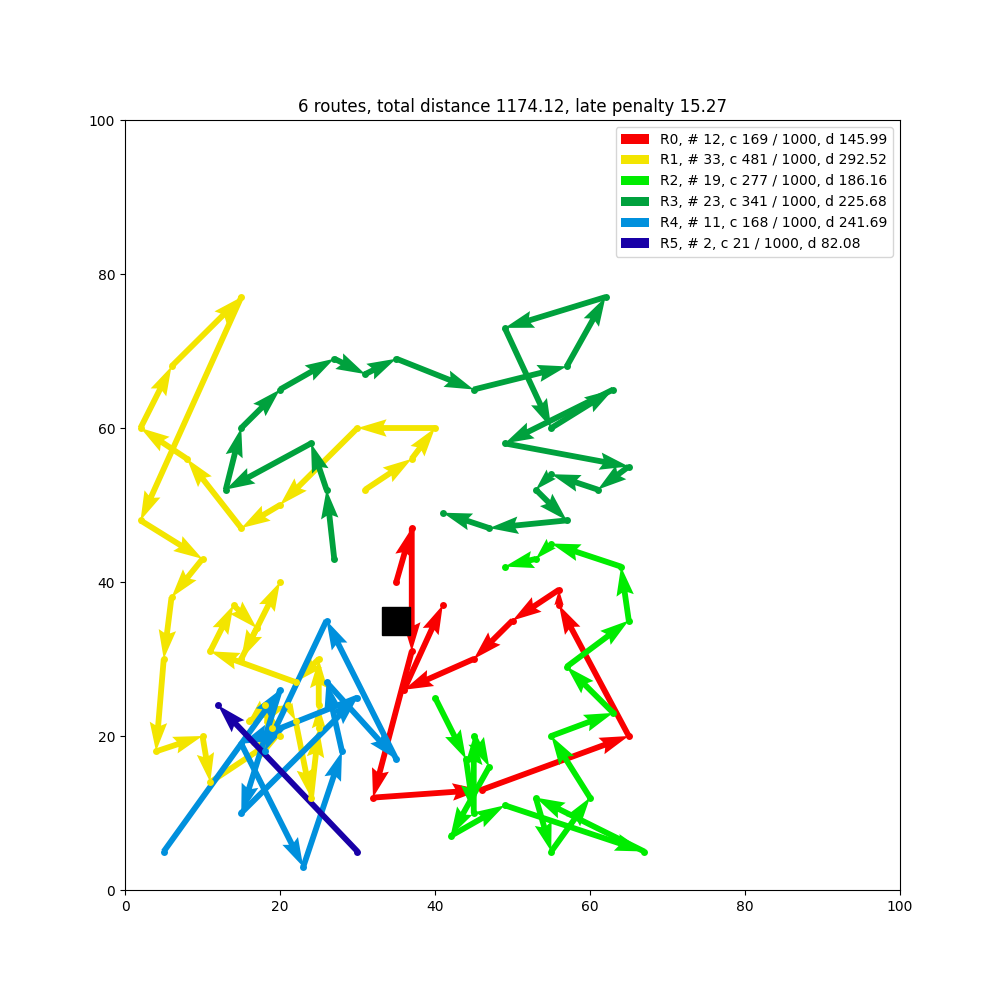 6 routes, total distance 1174.12, late penalty 15.27
R0, # 12, c 169 / 1000, d 145.99
R1, # 33, c 481 / 1000, d 292.52
R2, # 19, c 277 / 1000, d 186.16
R3, # 23, c 341 / 1000, d 225.68
R4, # 11, c 168 / 1000, d 241.69
R5, # 2, c 21 / 1000, d 82.08
100
80
60
40
20
0
0 20 40 60 80 100